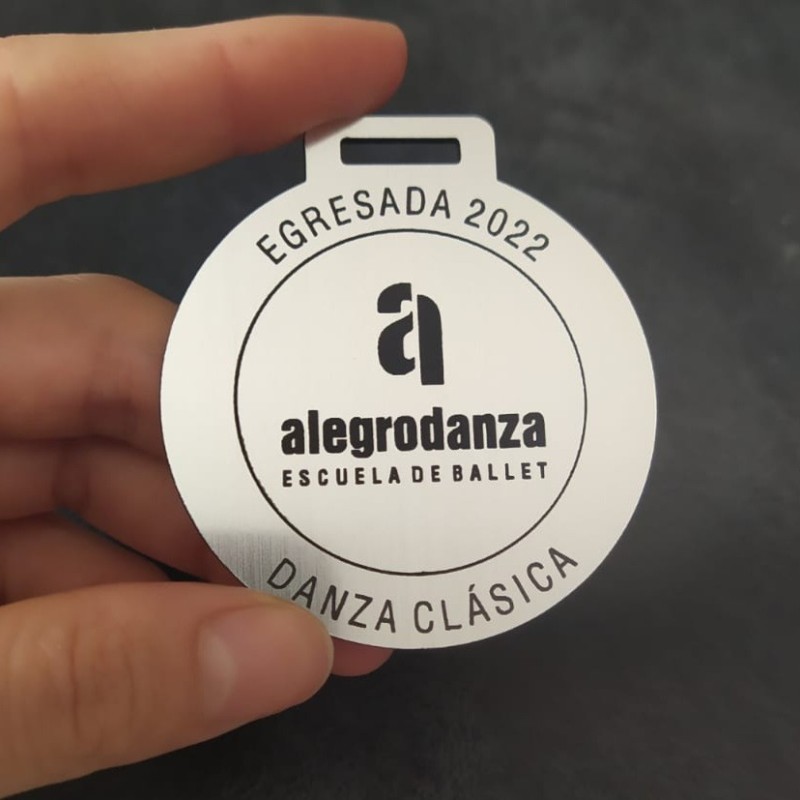 EGRESADA 2022
a
alegrodanza
ESCUELA DE BALLET
DANZA CLÁSICA